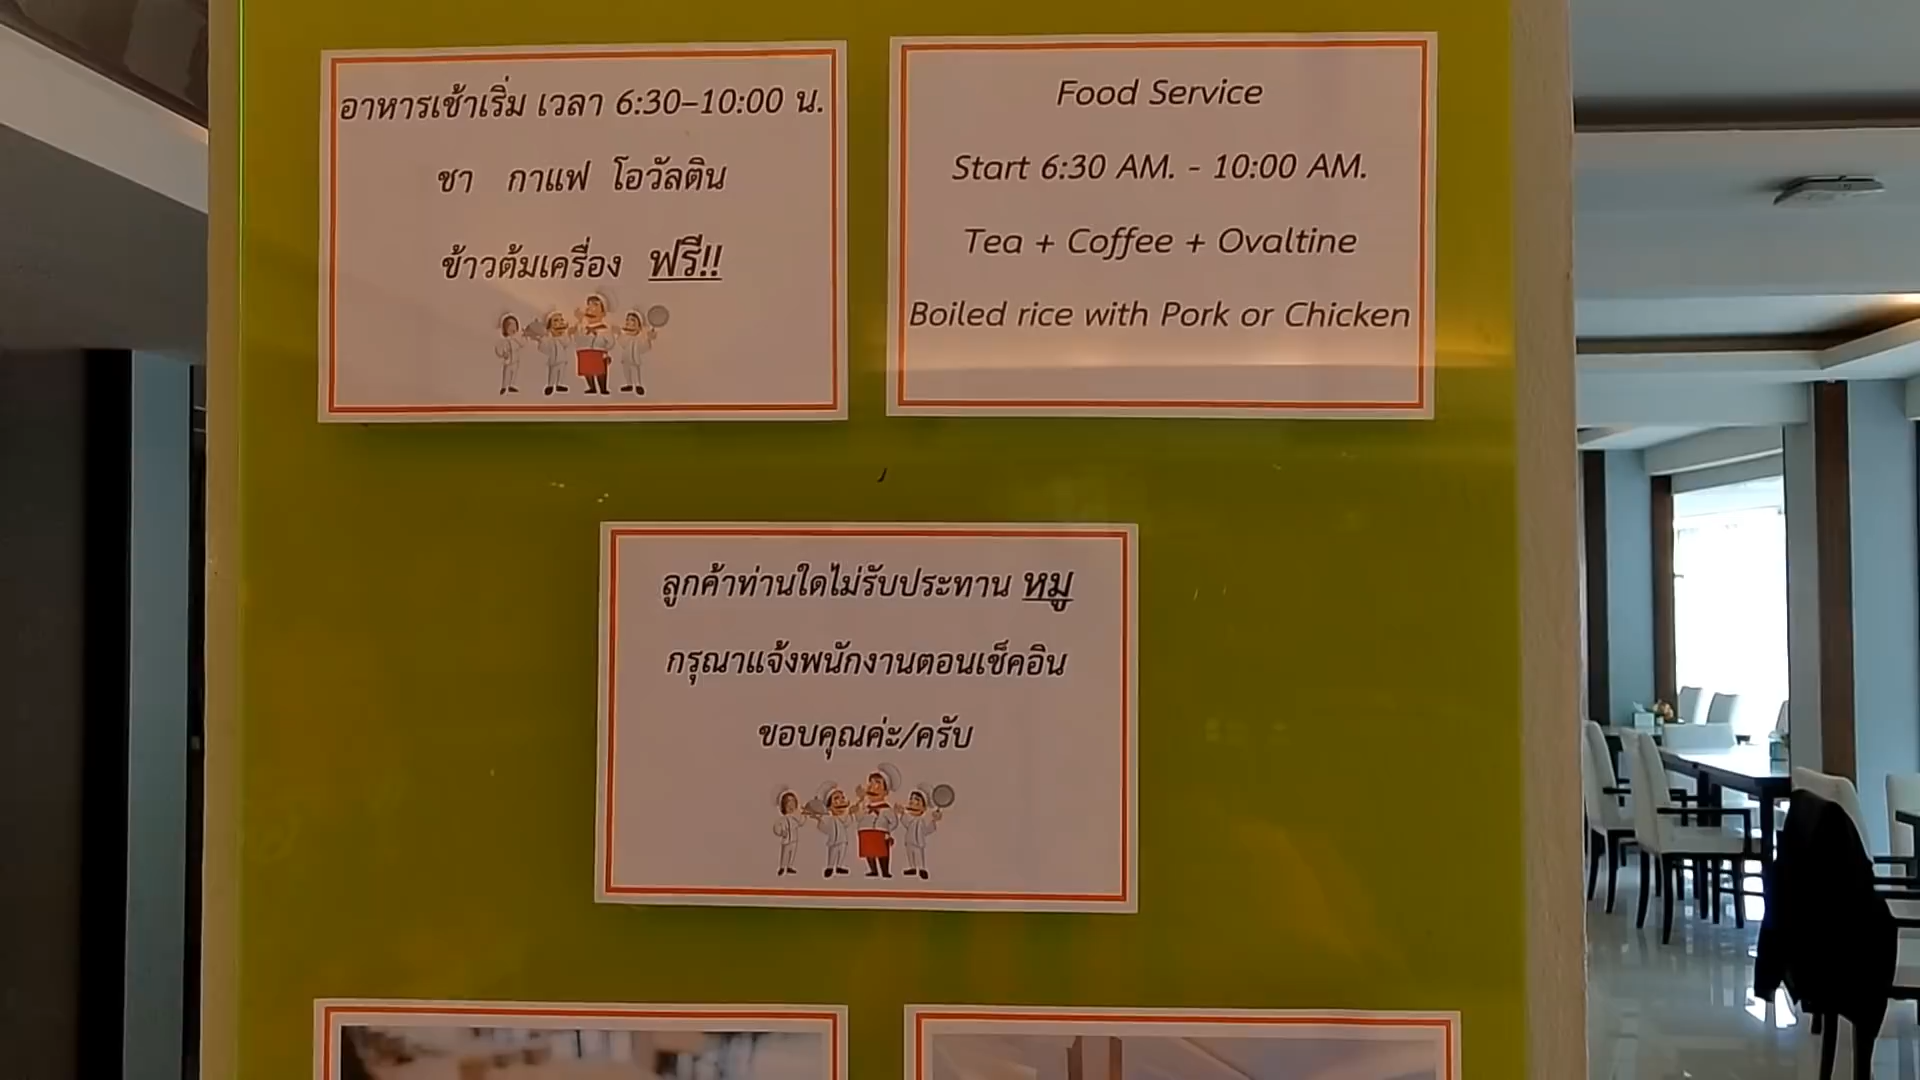 อาหารเช้าเริ่ม เวลา 6:30–10:00 น.
ชา กาแฟ โอวัลติน
ข้าวต้มเครื่อง ฟรี!!
Food Service
Start 6:30 AM. - 10:00 AM.
Tea + Coffee + Ovaltine
Boiled rice with Pork or Chicken
ลูกค้าท่านใดไม่รับประทาน หมู
กรุณาแจ้งพนักงานตอนเช็คอิน
ขอบคุณค่ะ/ครับ